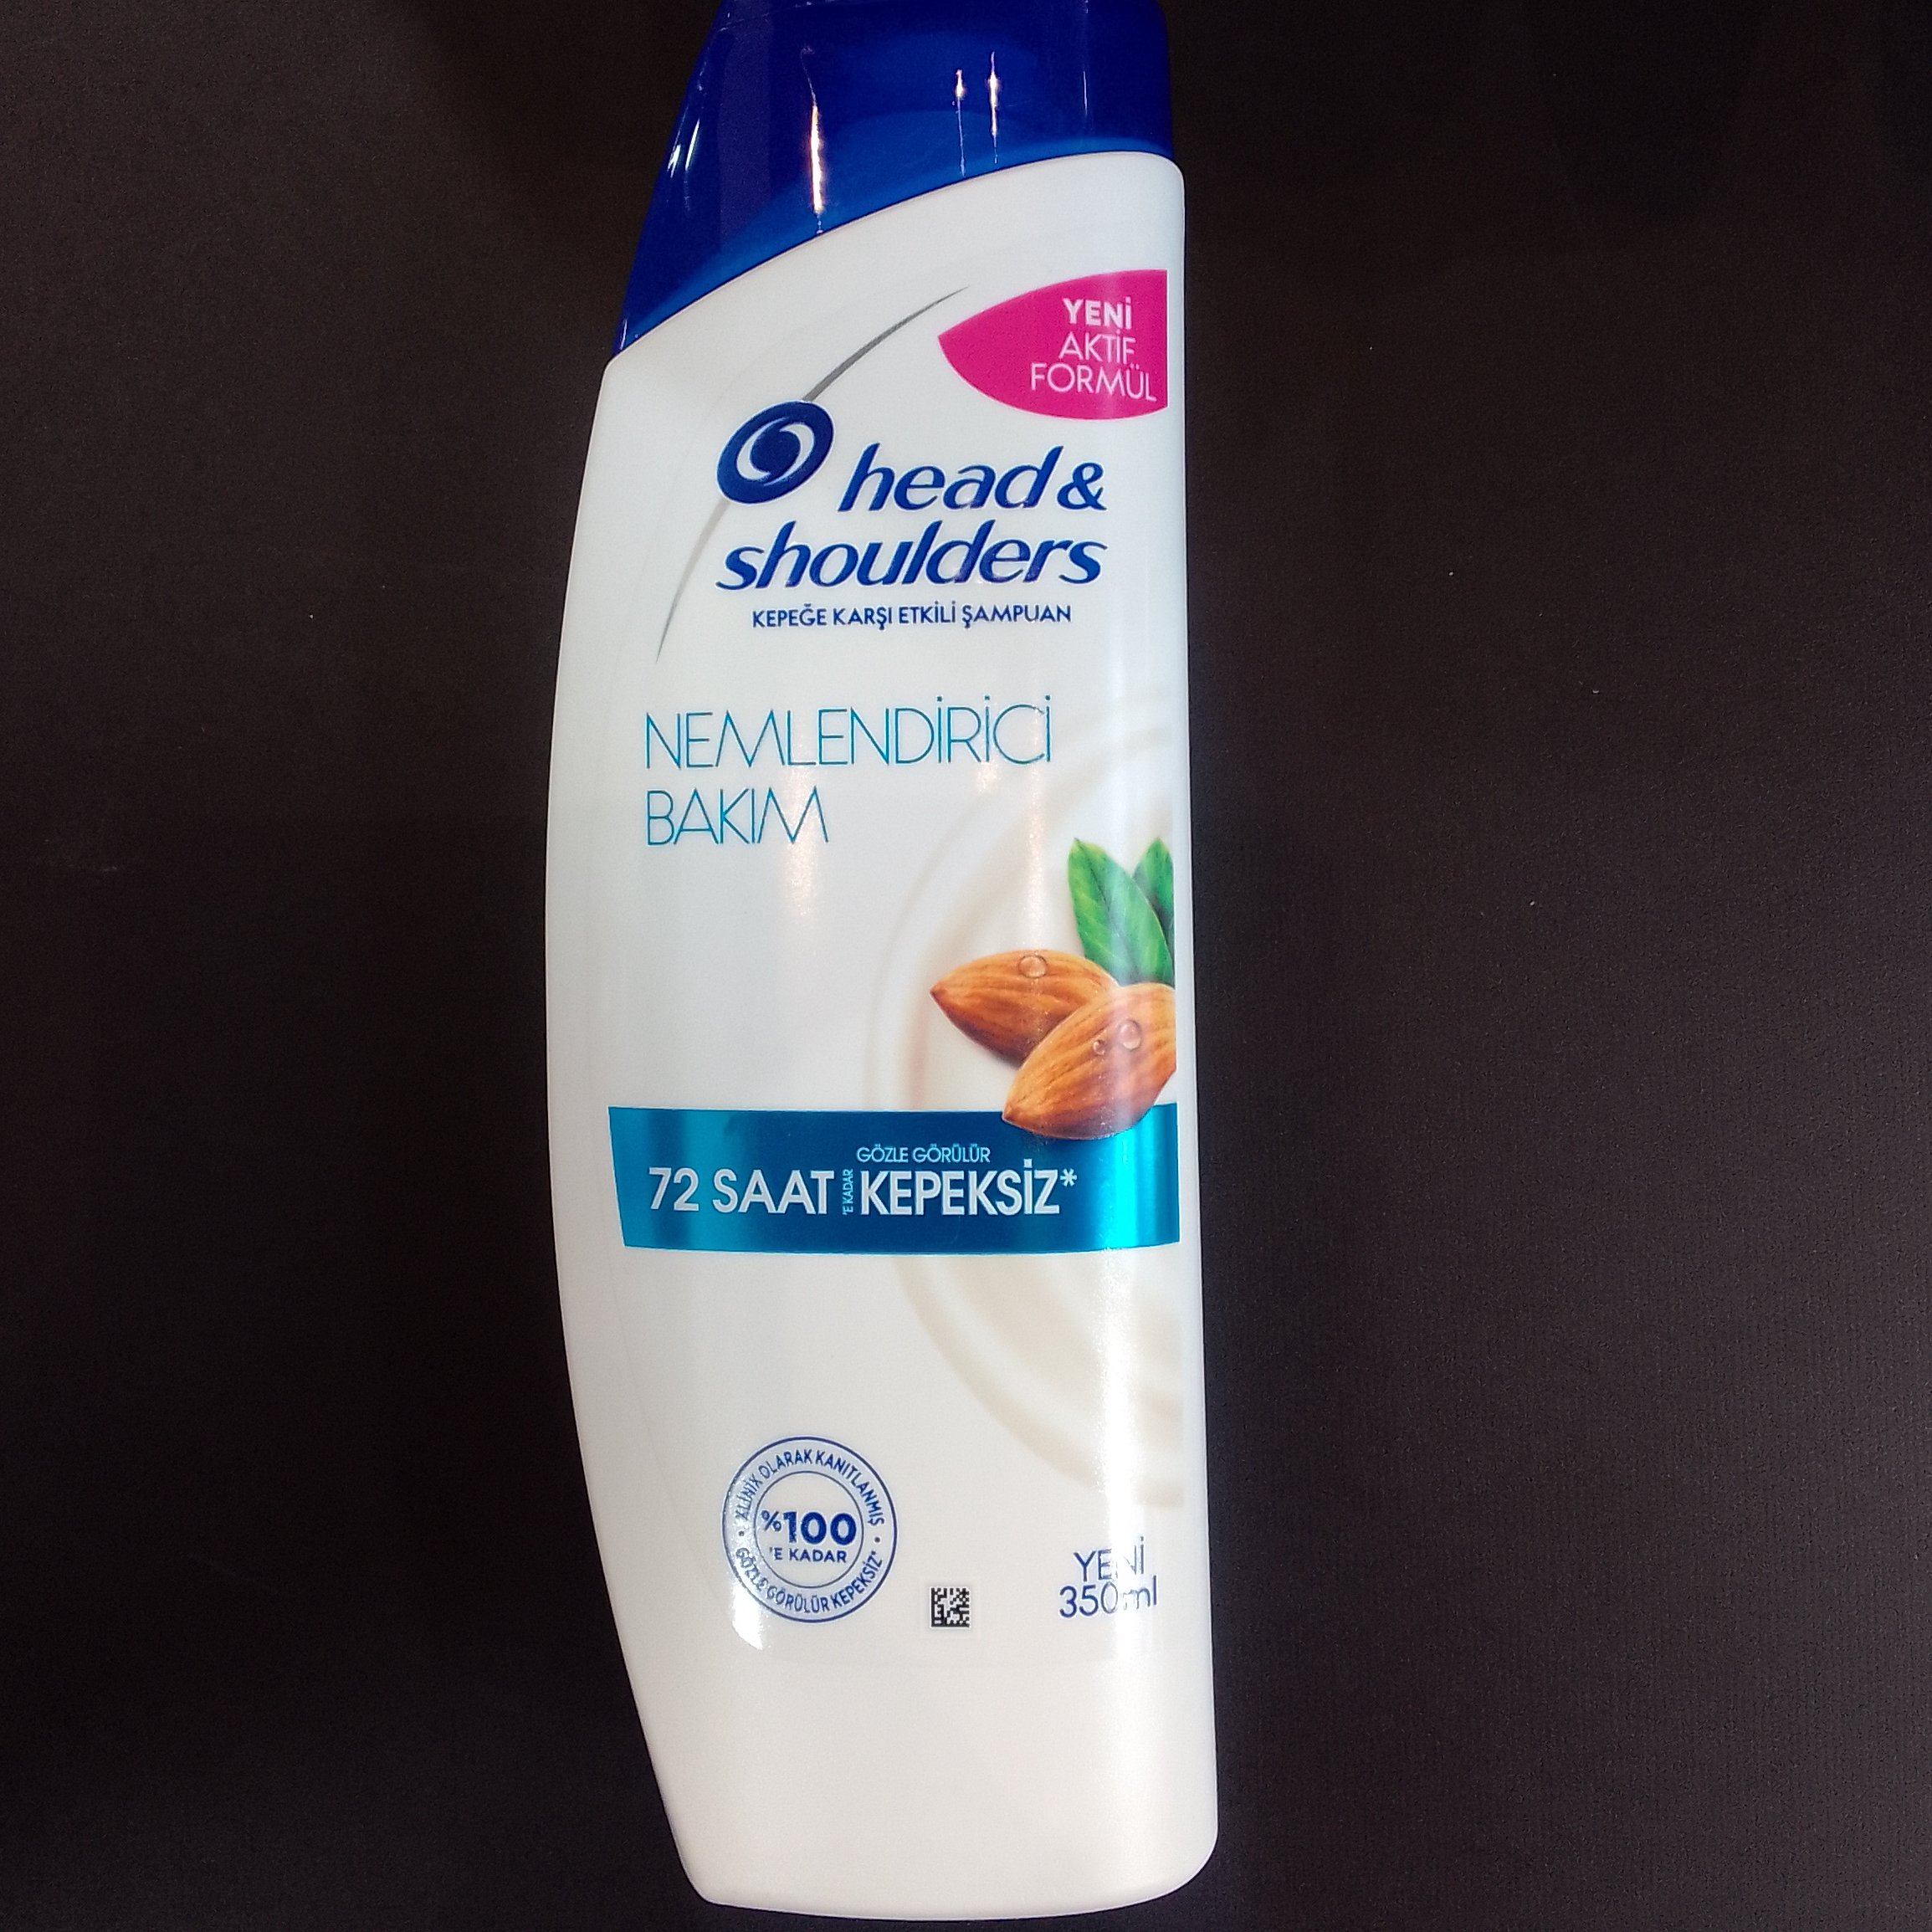 YENİ
AKTİF
FORMÜL
head &
shoulders
KEPEĞE KARŞI ETKİLİ ŞAMPUAN
NEMLENDİRİCİ
BAKIM
GÖZLE GÖRÜLÜR
72 SAAT 'E KADAR KEPEKSİZ*
KLİNİK OLARAK KANITLANMIŞ
%100
'E KADAR
GÖZLE GÖRÜLÜR KEPEKSİZ*
YENİ
350ml